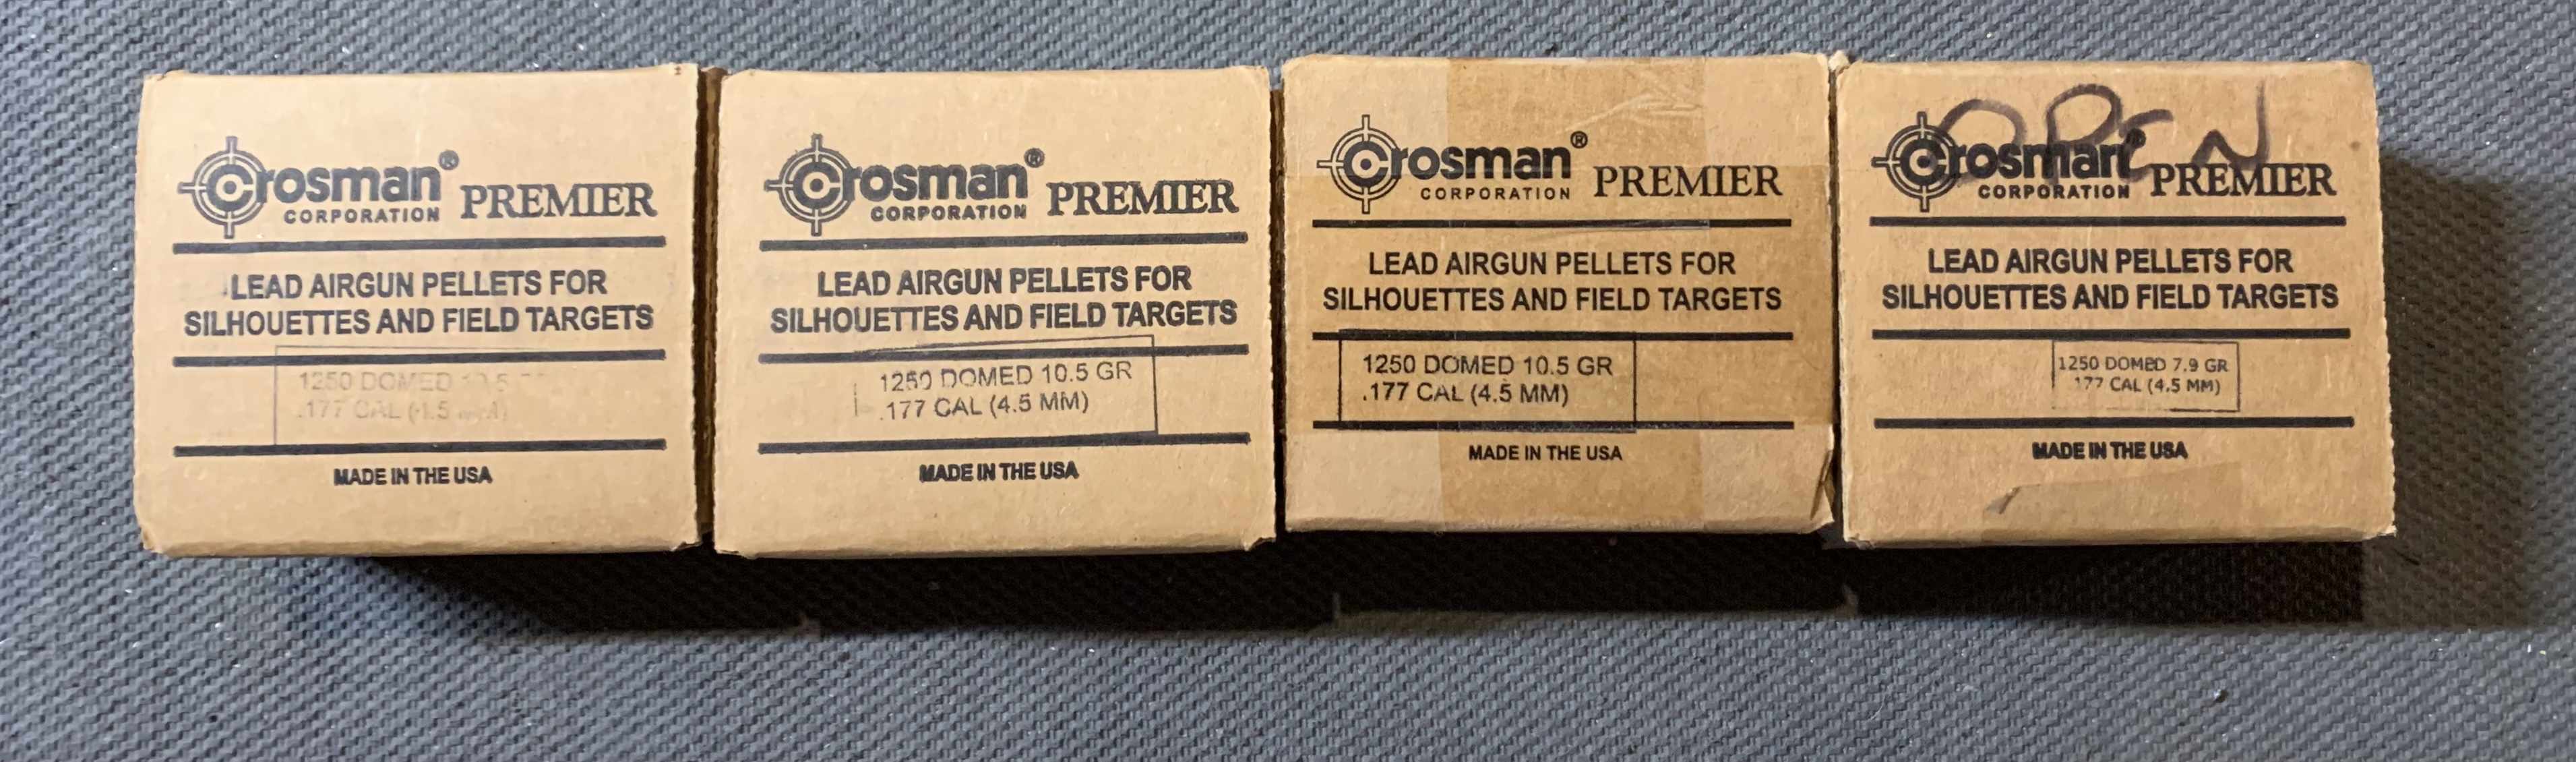 Crosman® PREMIER
CORPORATION
LEAD AIRGUN PELLETS FOR
SILHOUETTES AND FIELD TARGETS
1250 DOMED 10.5
.177 CAL (4.5 MM)
MADE IN THE USA
Crosman® PREMIER
CORPORATION
LEAD AIRGUN PELLETS FOR
SILHOUETTES AND FIELD TARGETS
1250 DOMED 10.5 GR
.177 CAL (4.5 MM)
MADE IN THE USA
Crosman® PREMIER
CORPORATION
LEAD AIRGUN PELLETS FOR
SILHOUETTES AND FIELD TARGETS
1250 DOMED 10.5 GR
.177 CAL (4.5 MM)
MADE IN THE USA
OPEN
Crosman® PREMIER
CORPORATION
LEAD AIRGUN PELLETS FOR
SILHOUETTES AND FIELD TARGETS
1250 DOMED 7.9 GR
.177 CAL (4.5 MM)
MADE IN THE USA